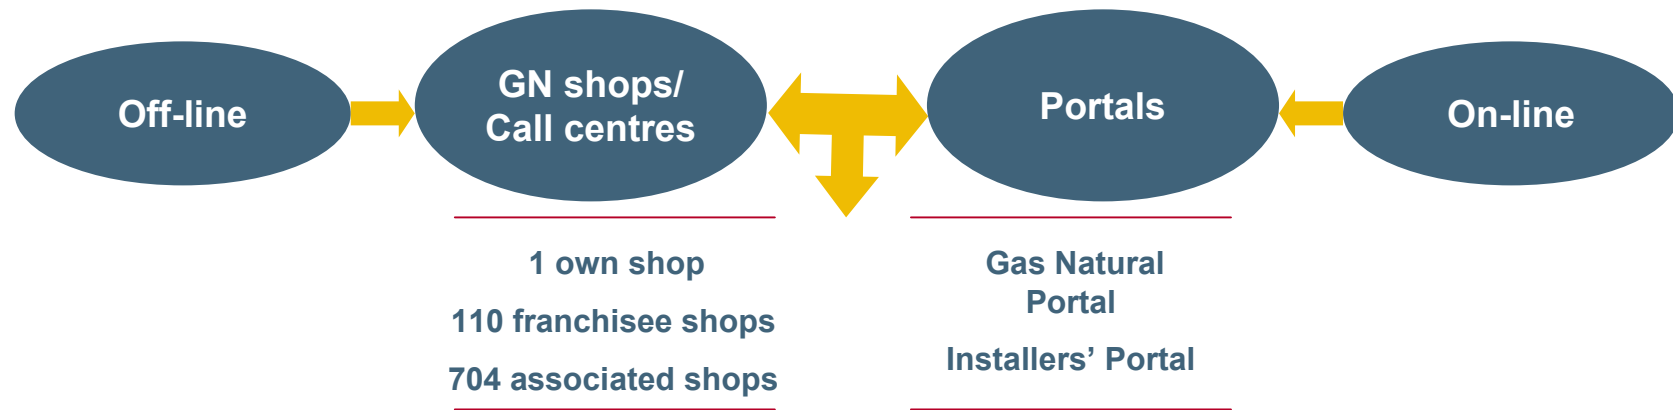 Off-line
GN shops/
Call centres
Portals
On-line
1 own shop
110 franchisee shops
704 associated shops
Gas Natural
Portal
Installers’ Portal